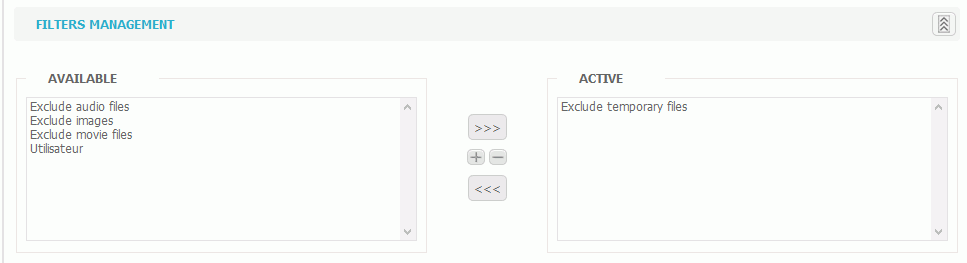 FILTERS MANAGEMENT
AVAILABLE
Exclude audio files
Exclude images
Exclude movie files
Utilisateur
>>>
+ −
<<<
ACTIVE
Exclude temporary files